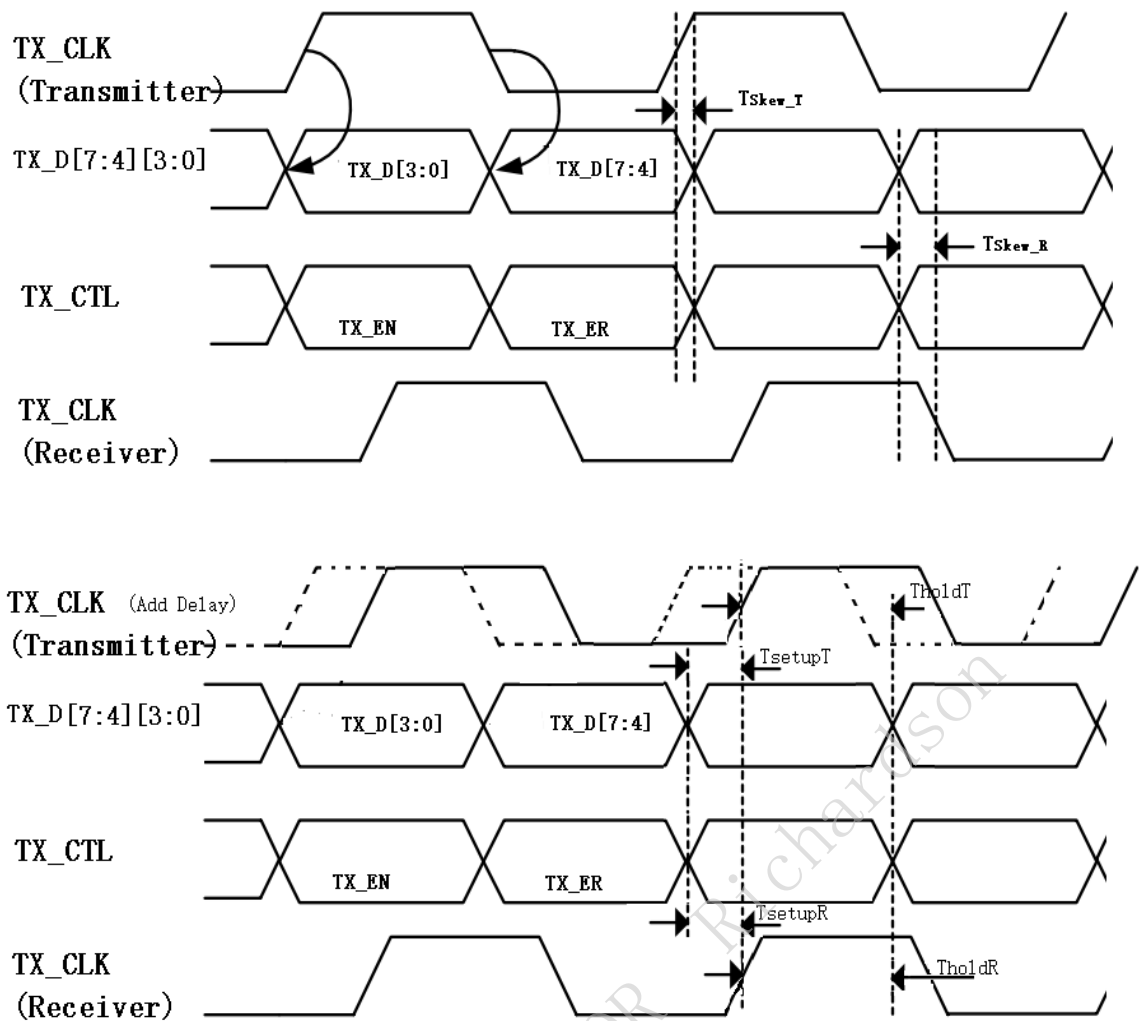 TX_CLK
(Transmitter)
TSkew_T
TX_D[7:4][3:0]
TX_D[3:0]
TX_D[7:4]
TSkew_R
TX_CTL
TX_EN
TX_ER
TX_CLK
(Receiver)
TX_CLK (Add Delay)
(Transmitter)
TholdT
TsetupT
TX_D[7:4][3:0]
TX_D[3:0]
TX_D[7:4]
TX_CTL
TX_EN
TX_ER
TsetupR
TX_CLK
(Receiver)
TholdR
Richardson